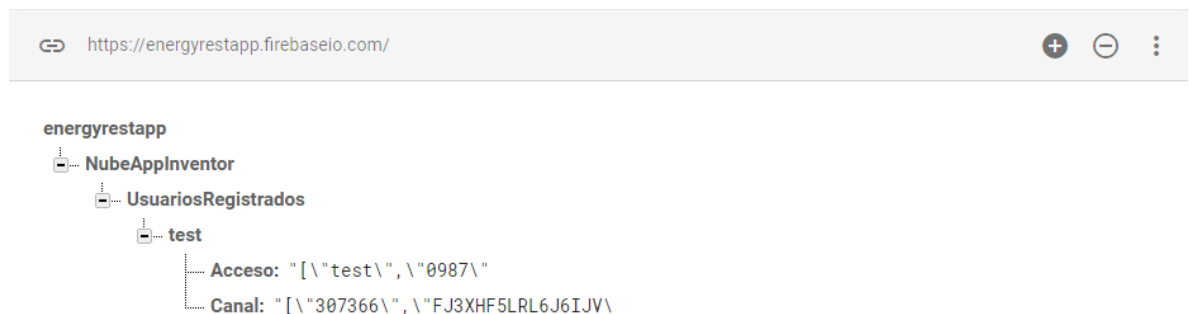 https://energyrestapp.firebaseio.com/
energyrestapp
NubeAppInventor
UsuariosRegistrados
test
Acceso: "[\"test\",\"0987\"
Canal: "[\"307366\",\"FJ3XHF5LRL6J6IJV\